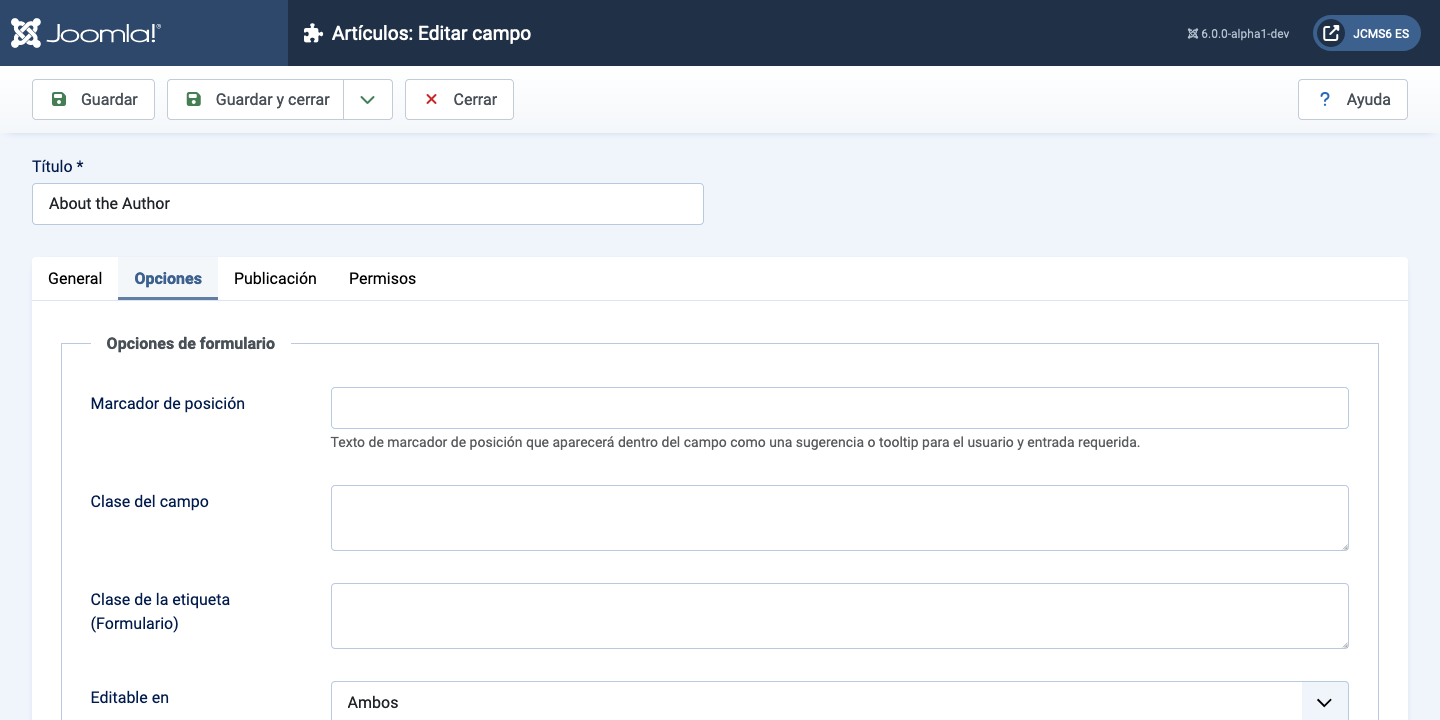 Joomla!®
Artículos: Editar campo
6.0.0-alpha1-dev
JCMS6 ES
Guardar
Guardar y cerrar
Cerrar
? Ayuda
Título *
About the Author
General
Opciones
Publicación
Permisos
Opciones de formulario
Marcador de posición
Texto de marcador de posición que aparecerá dentro del campo como una sugerencia o tooltip para el usuario y entrada requerida.
Clase del campo
Clase de la etiqueta
(Formulario)
Editable en
Ambos